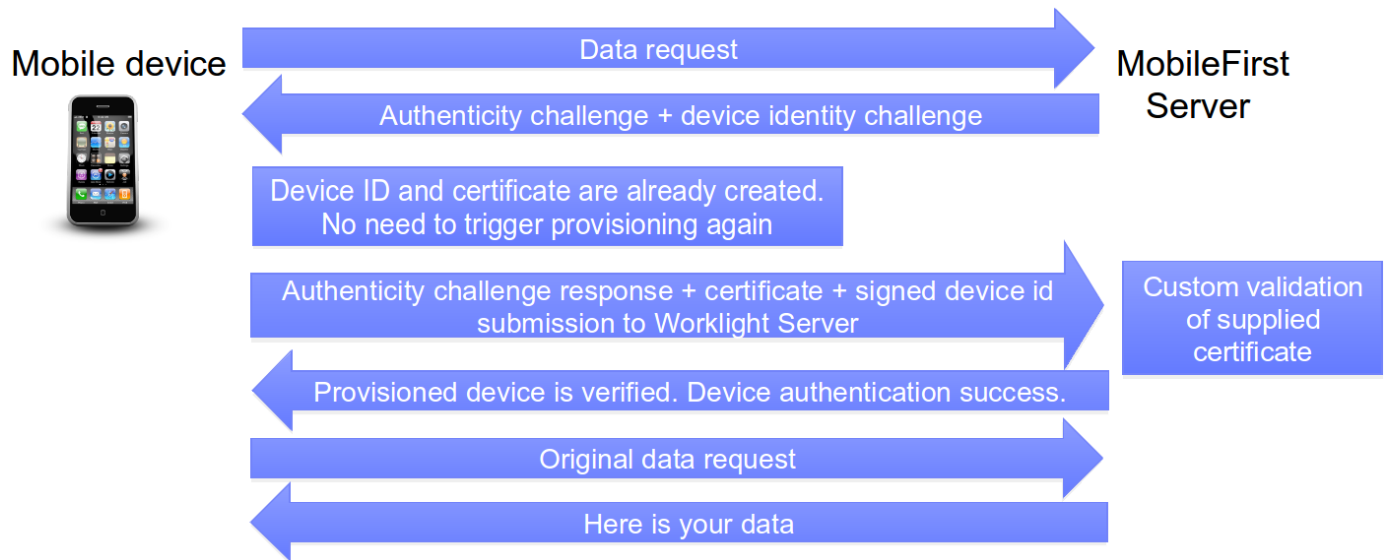 Data request
Mobile device
MobileFirst
Server
Authenticity challenge + device identity challenge
Device ID and certificate are already created.
No need to trigger provisioning again
Authenticity challenge response + certificate + signed device id
submission to Worklight Server
Custom validation
of supplied
certificate
Provisioned device is verified. Device authentication success.
Original data request
Here is your data